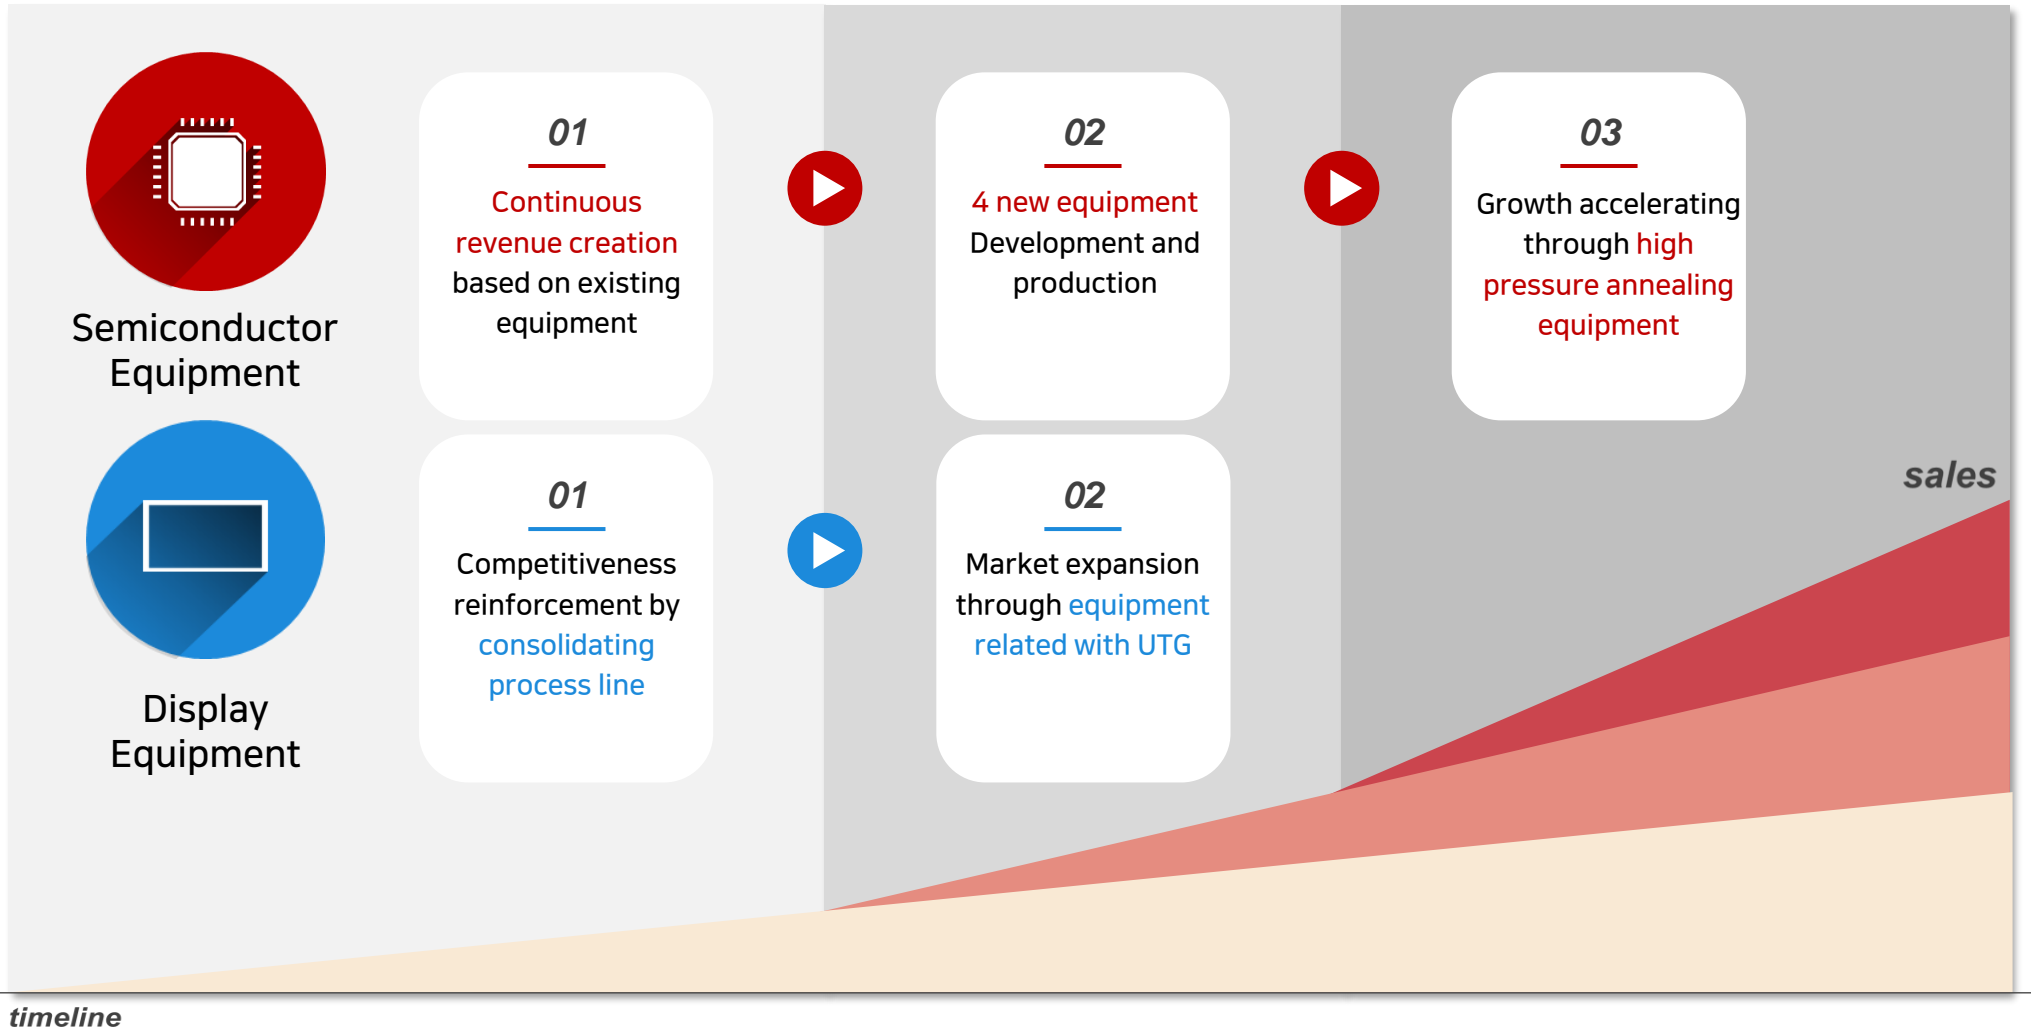 Semiconductor
Equipment
01
Continuous
revenue creation
based on existing
equipment
02
4 new equipment
Development and
production
03
Growth accelerating
through high
pressure annealing
equipment
Display
Equipment
01
Competitiveness
reinforcement by
consolidating
process line
02
Market expansion
through equipment
related with UTG
sales
timeline